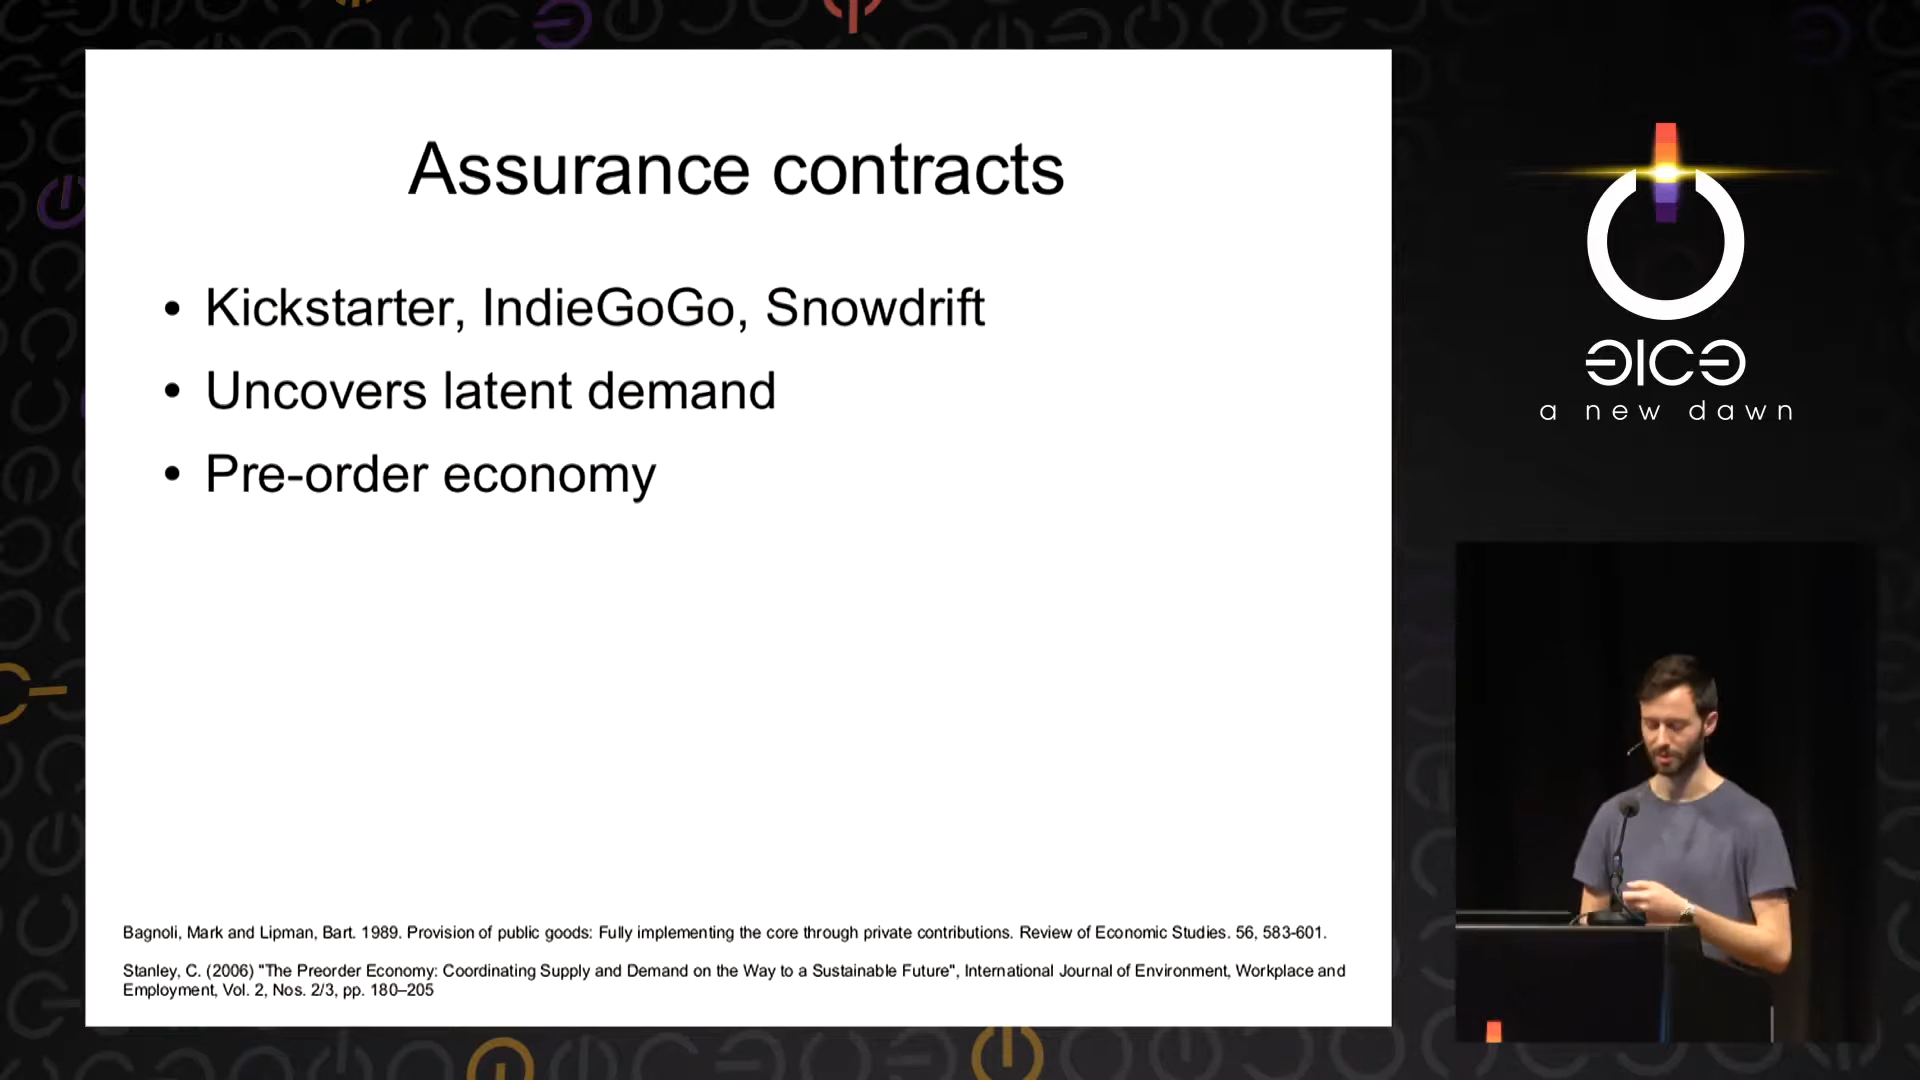 Assurance contracts
• Kickstarter, IndieGoGo, Snowdrift
• Uncovers latent demand
• Pre-order economy
Bagnoli, Mark and Lipman, Bart. 1989. Provision of public goods: Fully implementing the core through private contributions. Review of Economic Studies. 56, 583-601.
Stanley, C. (2006) "The Preorder Economy: Coordinating Supply and Demand on the Way to a Sustainable Future", International Journal of Environment, Workplace and
Employment, Vol. 2, Nos. 2/3, pp. 180–205
a new dawn